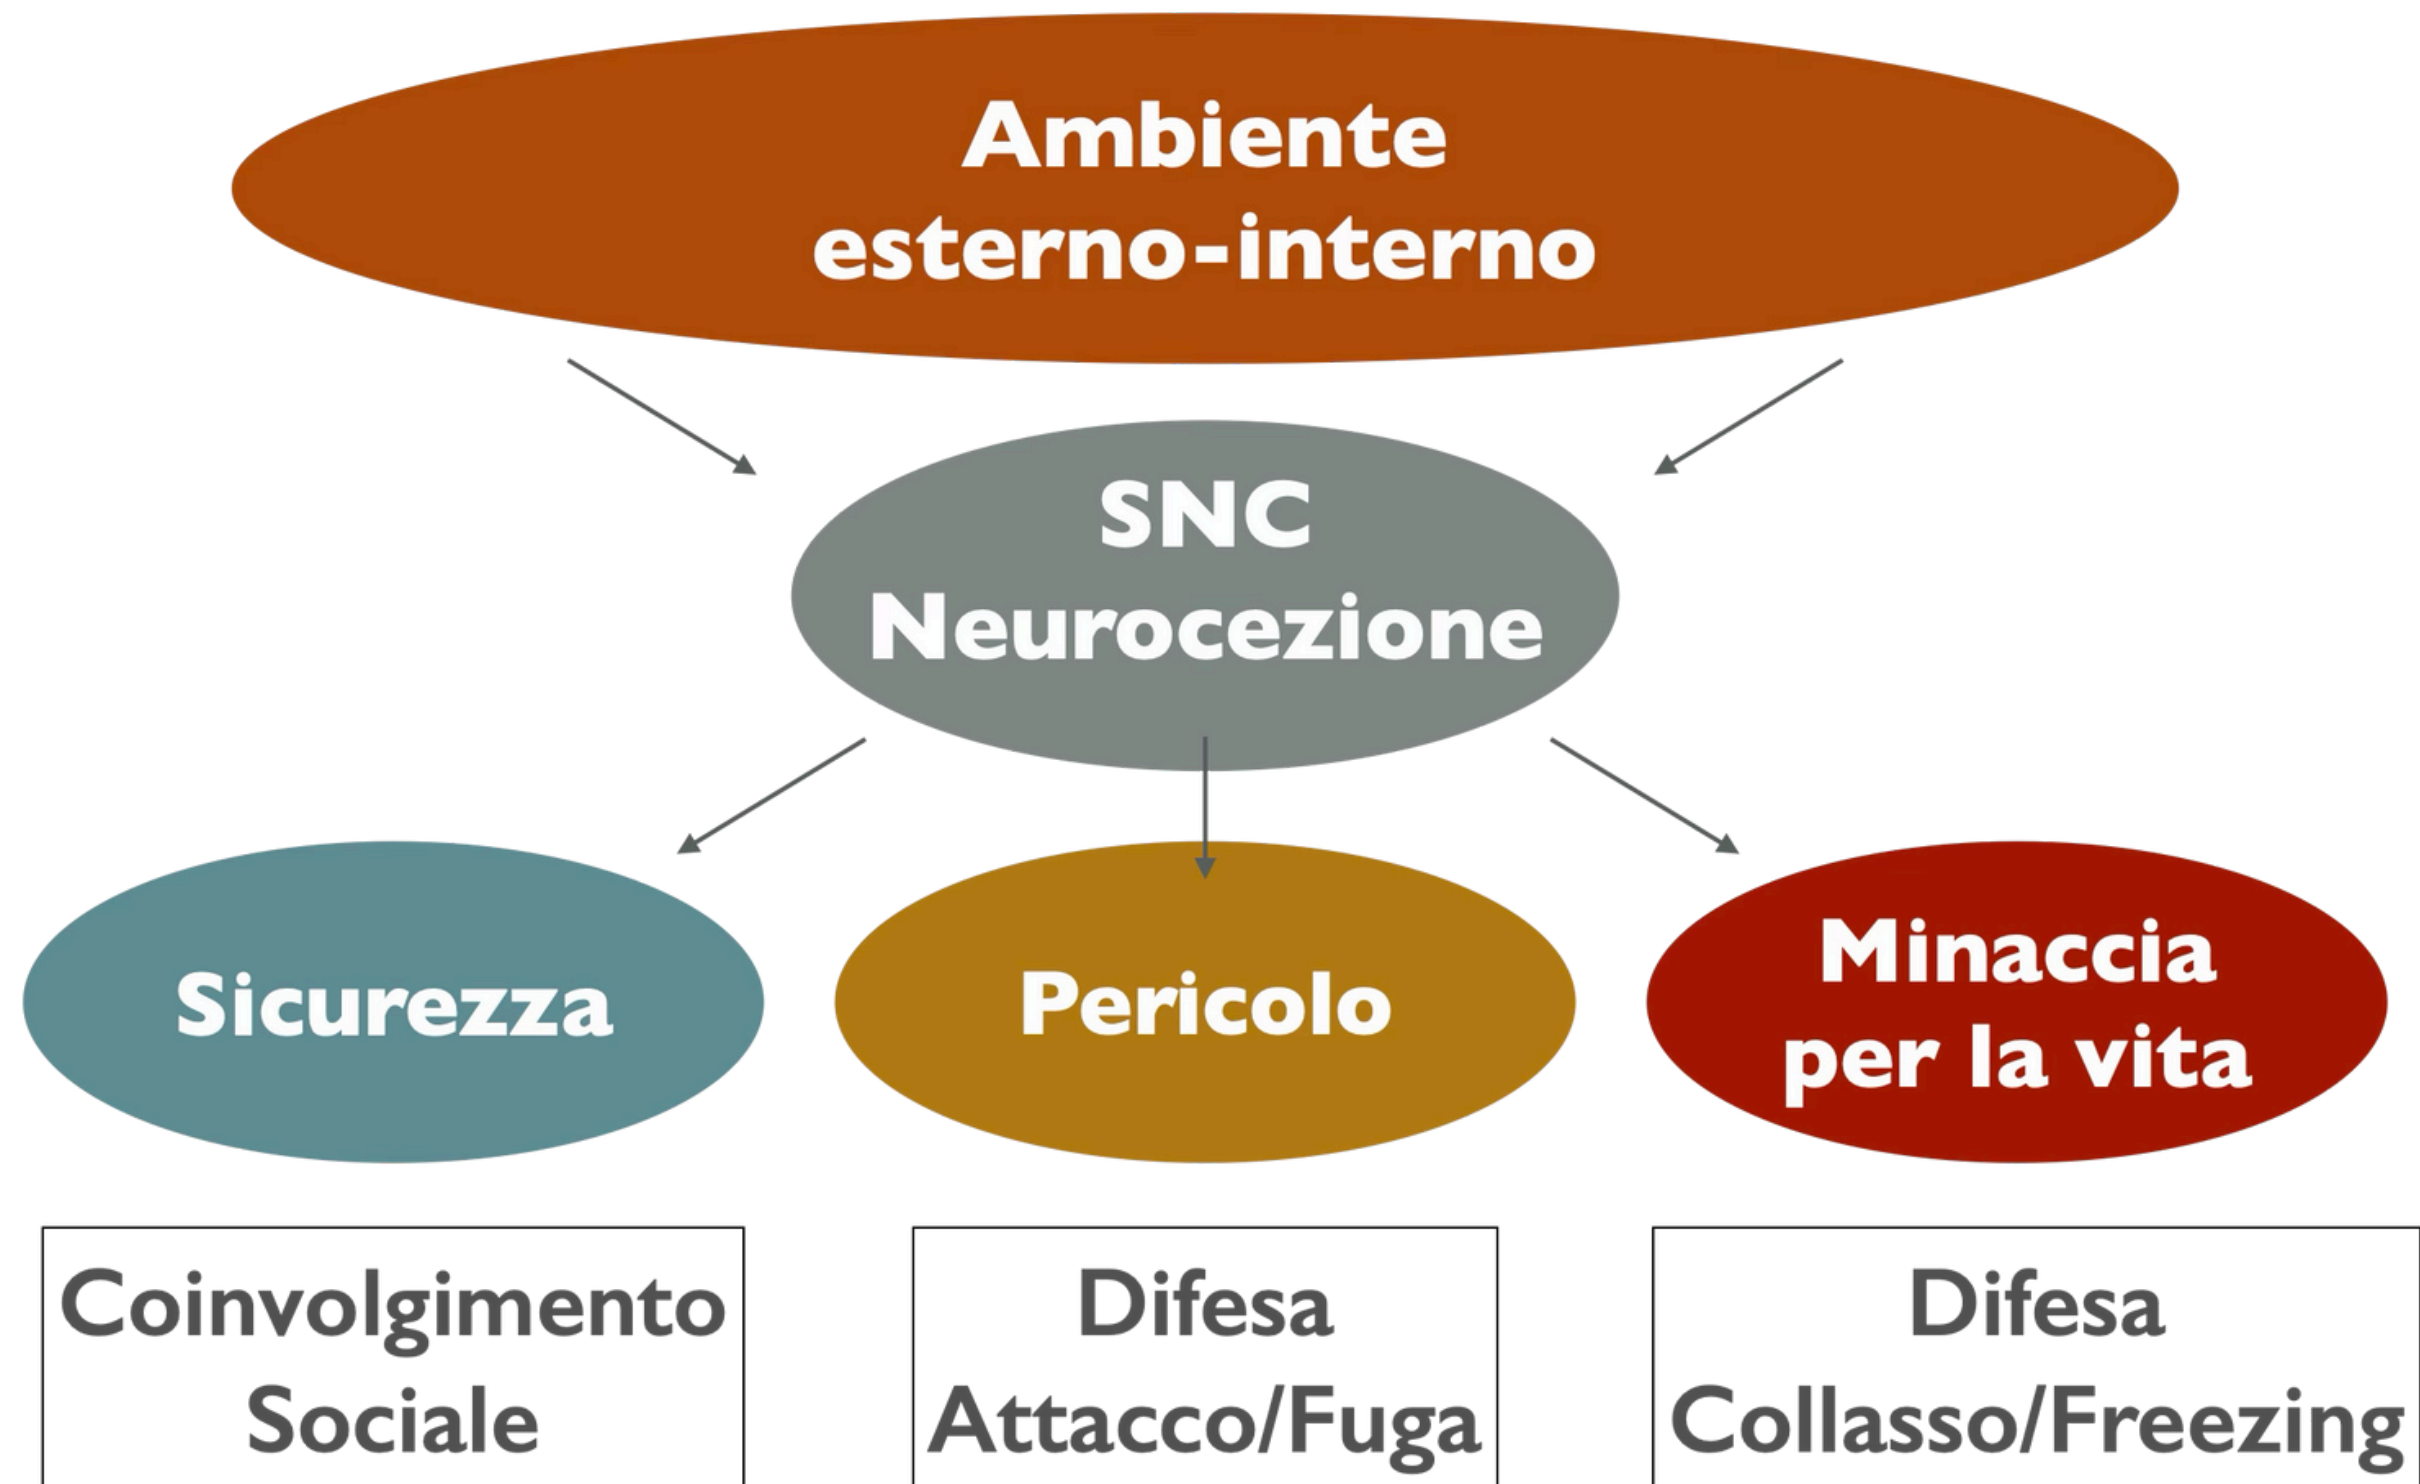 Ambiente
esterno-interno
SNC
Neurocezione
Sicurezza
Pericolo
Minaccia
per la vita
Coinvolgimento
Sociale
Difesa
Attacco/Fuga
Difesa
Collasso/Freezing